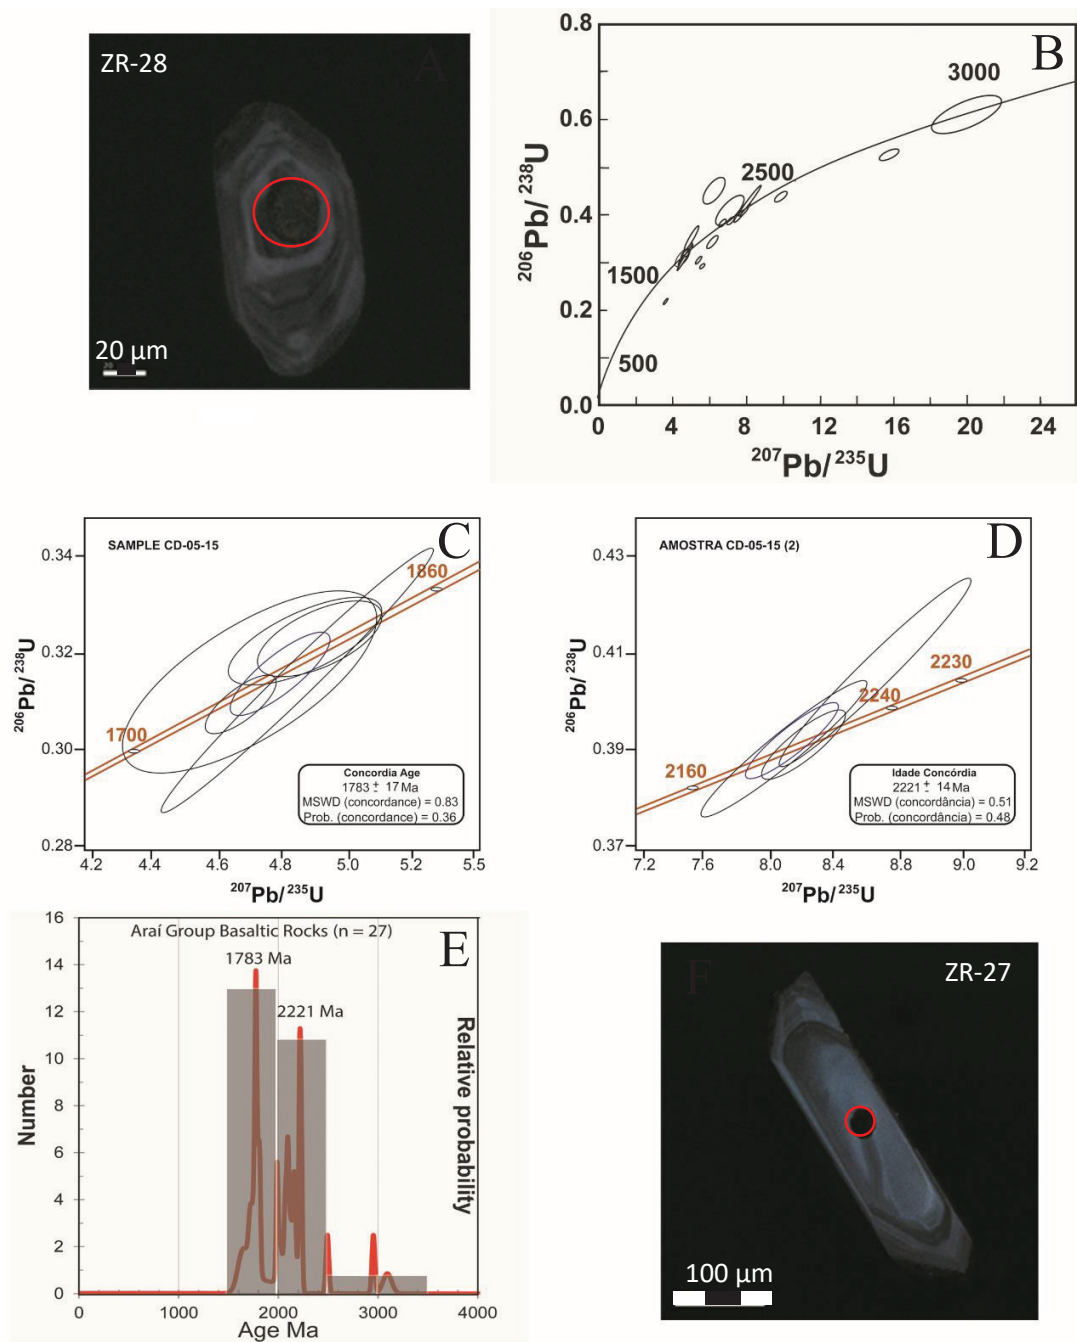 ZR-28
A
20 µm
20
B
0.8
0.6
0.4
0.2
0.0
206Pb/ 238U
3000
2500
1500
500
0
4
8
12
16
20
24
207Pb/ 235U
SAMPLE CD-05-15
C
0.34
0.32
0.30
0.28
206Pb/ 238U
1860
1700
Concordia Age
1783 ± 17 Ma
MSWD (concordance) = 0.83
Prob. (concordance) = 0.36
4.2
4.4
4.6
4.8
5.0
5.2
5.5
207Pb/ 235U
AMOSTRA CD-05-15 (2)
D
0.43
0.41
0.39
0.37
206Pb/ 238U
2230
2240
2160
Idade Concórdia
2221 ± 14 Ma
MSWD (concordância) = 0.51
Prob. (concordância) = 0.48
7.2
7.6
8.0
8.4
8.8
9.0
9.2
207Pb/ 235U
Araí Group Basaltic Rocks (n = 27)
E
1783 Ma
2221 Ma
16
14
12
10
8
6
4
2
0
Number
Relative probability
0
1000
2000
3000
4000
Age Ma
F
ZR-27
100 µm